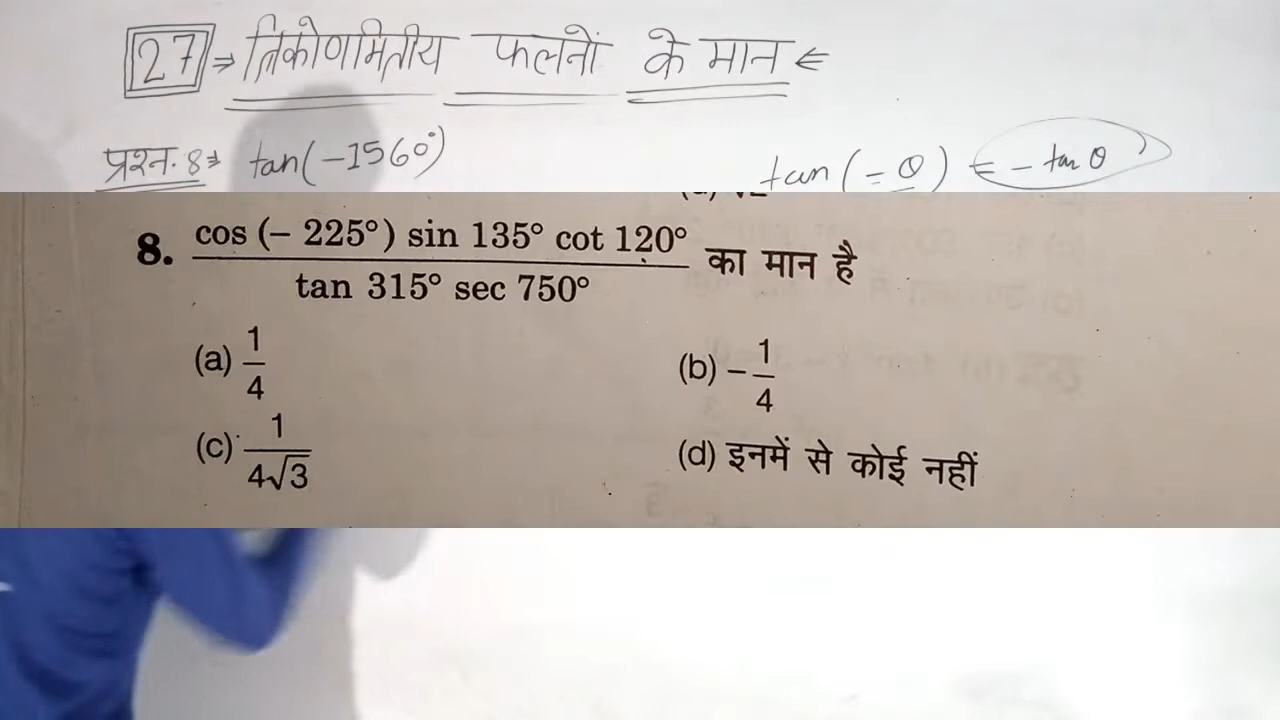 27 ⇒ त्रिकोणमितीय फलनों के मान ⇐
प्रश्न. 8⇒ tan(-1560°)
tan (-θ) = - tan θ
8. cos (– 225°) sin 135° cot 120° / tan 315° sec 750° का मान है
(a) 1/4
(b) – 1/4
(c) 1/4√3
(d) इनमें से कोई नहीं